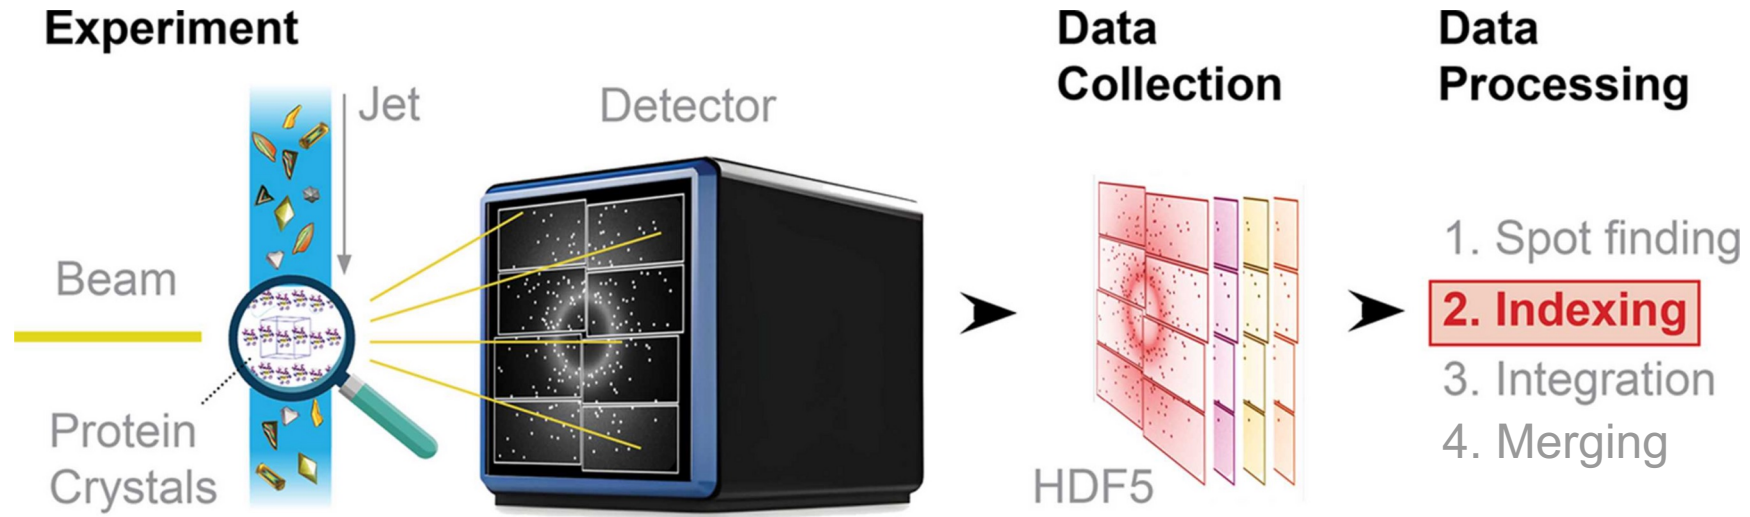 Experiment
Jet
Detector
Beam
Protein
Crystals
Data
Collection
HDF5
Data
Processing
1. Spot finding
2. Indexing
3. Integration
4. Merging